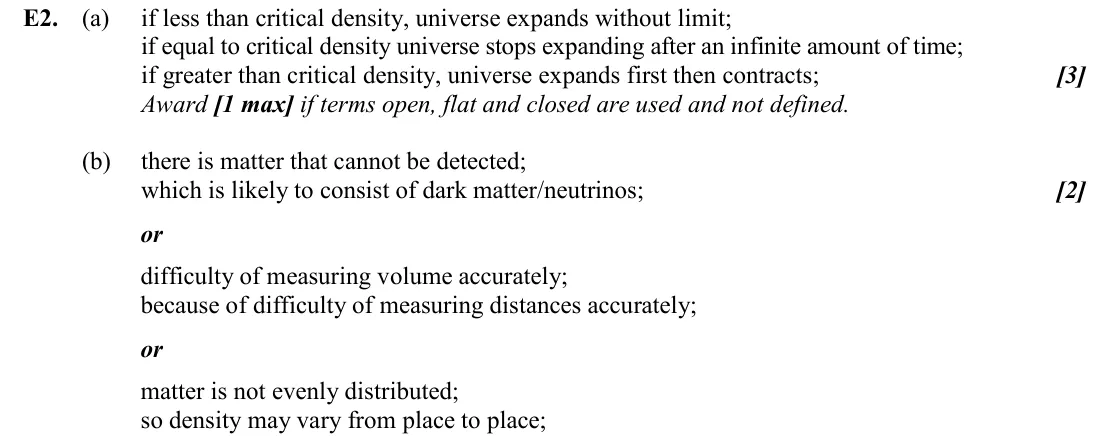 E2. (a) if less than critical density, universe expands without limit;
if equal to critical density universe stops expanding after an infinite amount of time;
if greater than critical density, universe expands first then contracts; [3]
Award [1 max] if terms open, flat and closed are used and not defined.
(b) there is matter that cannot be detected;
which is likely to consist of dark matter/neutrinos; [2]
or
difficulty of measuring volume accurately;
because of difficulty of measuring distances accurately;
or
matter is not evenly distributed;
so density may vary from place to place;